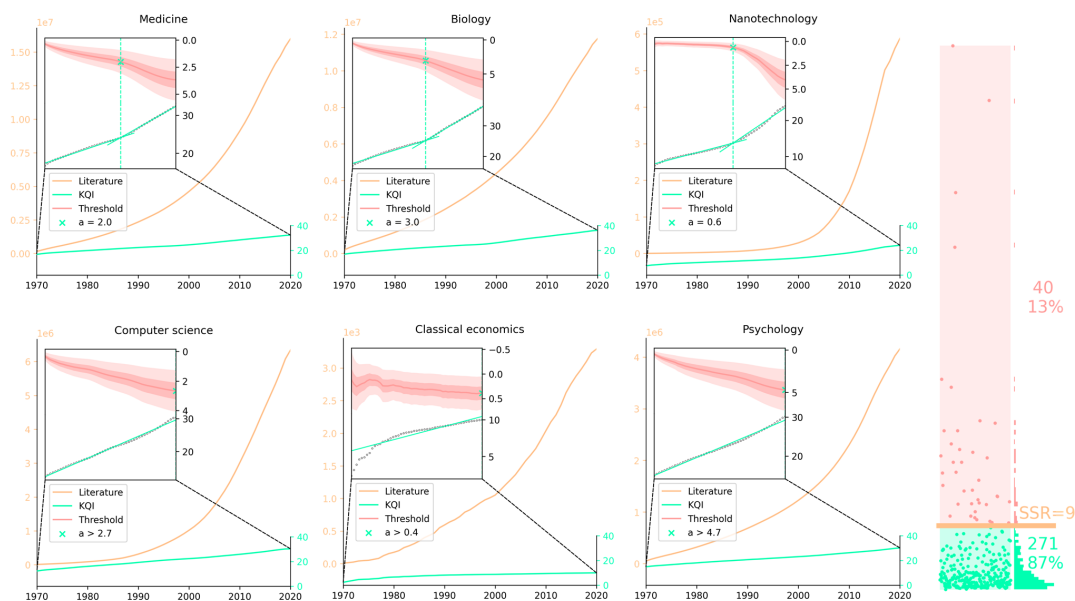 Medicine
1e7
1.50
1.25
1.00
0.75
0.50
0.25
0.00
0.0
2.5
5.0
30
20
Literature
KQI
Threshold
a = 2.0
40
20
0
1970 1980 1990 2000 2010 2020
Biology
1e7
1.2
1.0
0.8
0.6
0.4
0.2
0.0
0
5
30
20
Literature
KQI
Threshold
a = 3.0
40
20
0
1970 1980 1990 2000 2010 2020
Nanotechnology
1e5
6
5
4
3
2
1
0
0.0
2.5
5.0
20
10
Literature
KQI
Threshold
a = 0.6
40
20
0
1970 1980 1990 2000 2010 2020
Computer science
1e6
6
5
4
3
2
1
0
0
2
4
30
20
Literature
KQI
Threshold
a > 2.7
40
20
0
1970 1980 1990 2000 2010 2020
Classical economics
1e3
3.0
2.5
2.0
1.5
1.0
0.5
0.0
−0.5
0.0
0.5
10
5
Literature
KQI
Threshold
a > 0.4
40
20
0
1970 1980 1990 2000 2010 2020
Psychology
1e6
4
3
2
1
0
0
5
30
20
Literature
KQI
Threshold
a > 4.7
40
20
0
1970 1980 1990 2000 2010 2020
40
13%
SSR=9
271
87%